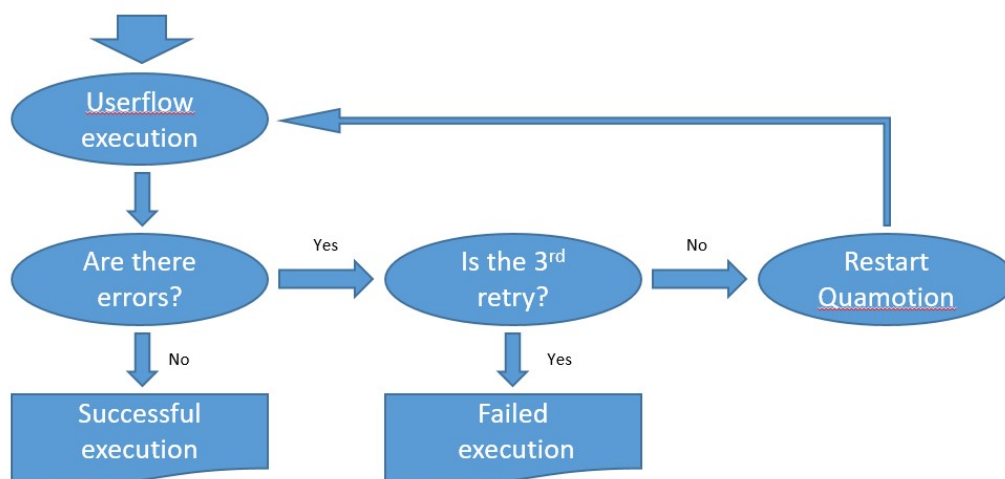 Userflow
execution
Are there
errors?
Yes
Is the 3rd
retry?
No
Restart
Quamotion
No
Yes
Successful
execution
Failed
execution